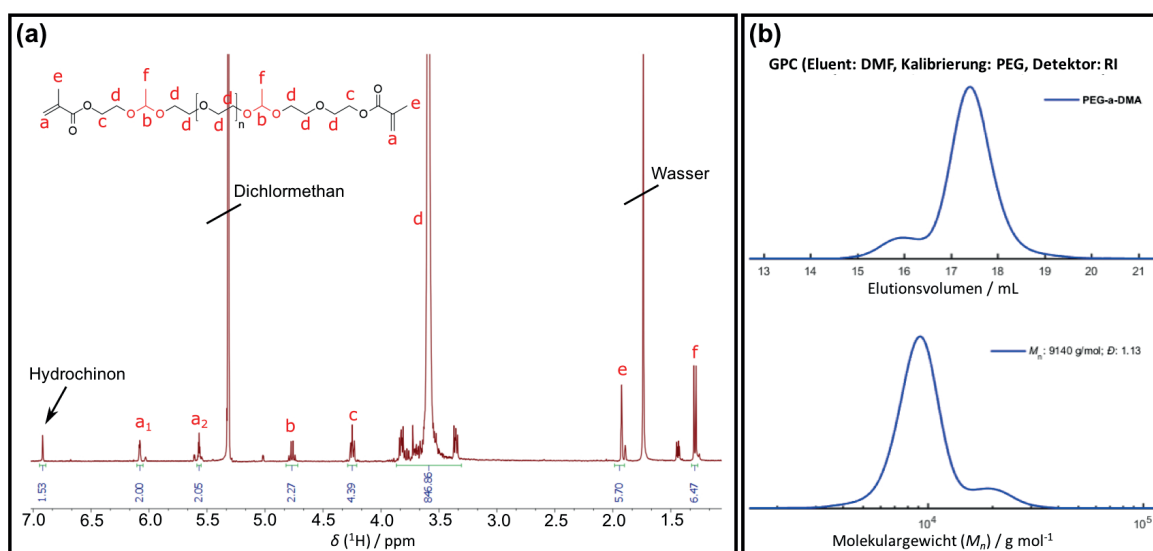 (a)
f
f
e
d
d
d
d
e
O
O
O
O
O
O
O
O
O
O
n
a
c
b
d
d
b
d
d
c
a
Dichlormethan
Wasser
d
Hydrochinon
a1
a2
b
c
e
f
1.53
2.00
2.05
2.27
4.39
846.86
5.70
6.47
7.0 6.5 6.0 5.5 5.0 4.5 4.0 3.5 3.0 2.5 2.0 1.5
δ (¹H) / ppm
(b)
GPC (Eluent: DMF, Kalibrierung: PEG, Detektor: RI
PEG-a-DMA
13 14 15 16 17 18 19 20 21
Elutionsvolumen / mL
Mn: 9140 g/mol; Đ: 1.13
10⁴ 10⁵
Molekulargewicht (Mn) / g mol⁻¹